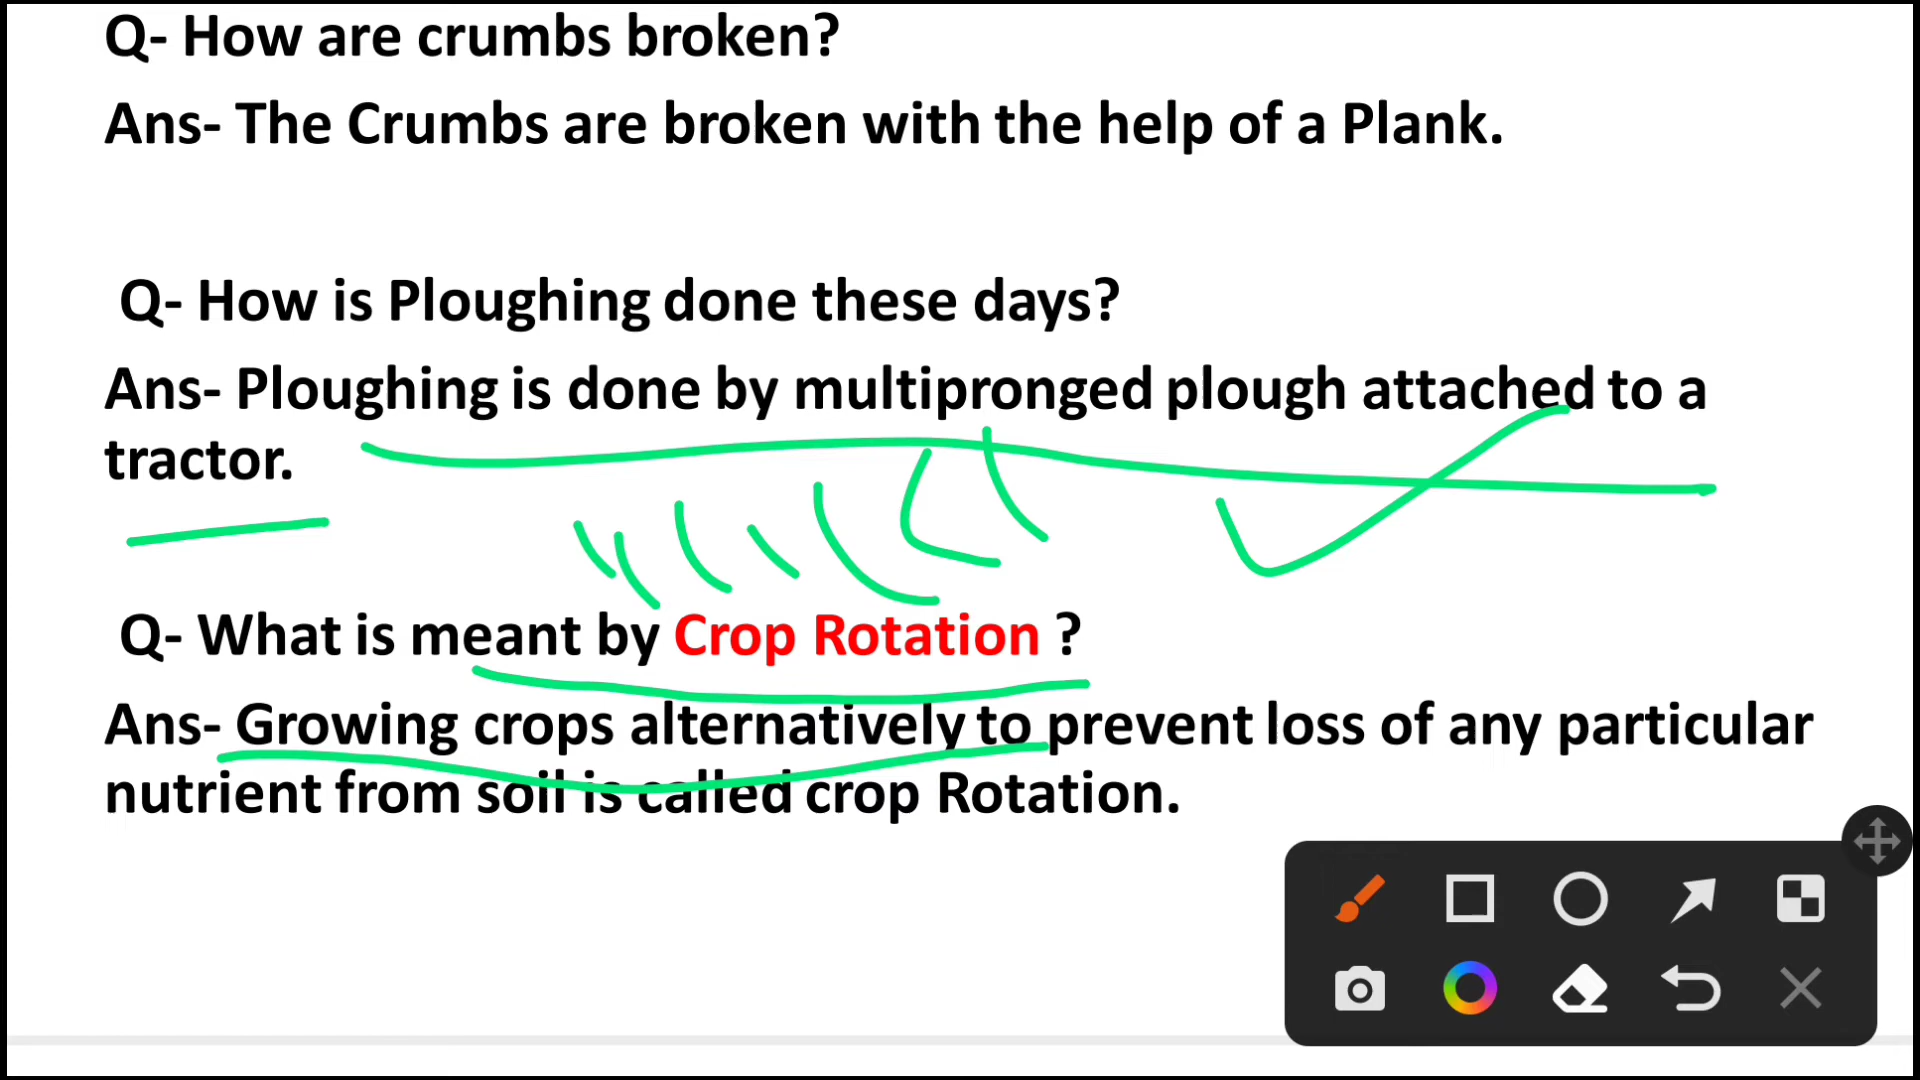 Q- How are crumbs broken?
Ans- The Crumbs are broken with the help of a Plank.
Q- How is Ploughing done these days?
Ans- Ploughing is done by multipronged plough attached to a
tractor.
Q- What is meant by Crop Rotation ?
Ans- Growing crops alternatively to prevent loss of any particular
nutrient from soil is called crop Rotation.